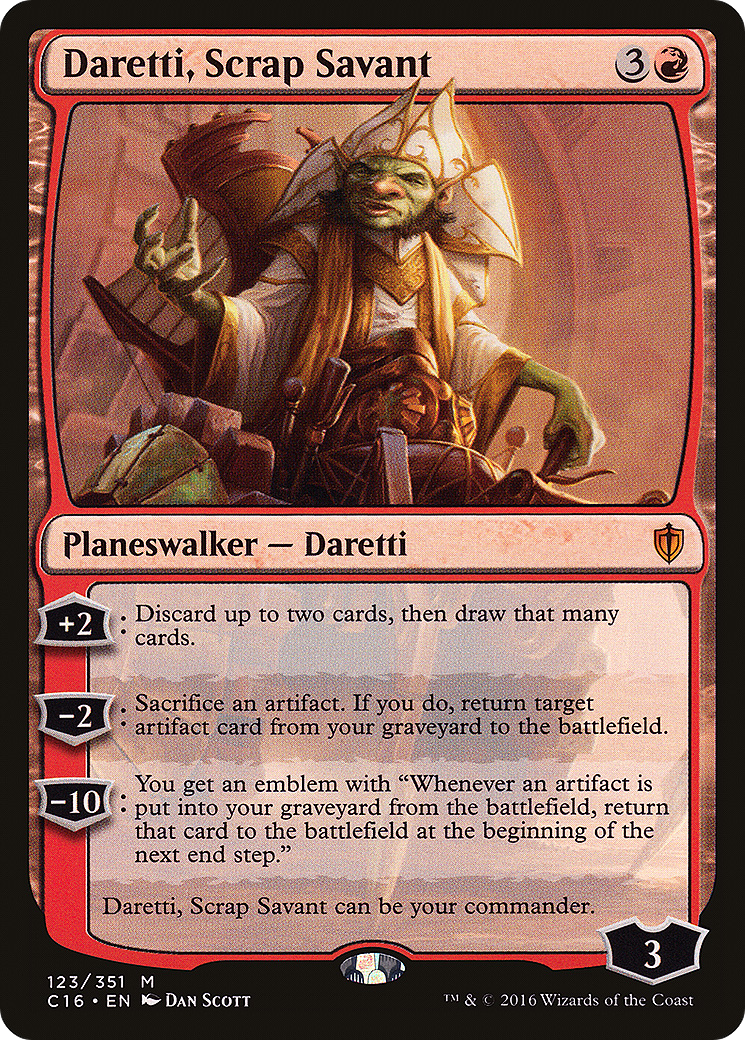 Daretti, Scrap Savant 3
Planeswalker — Daretti
+2: Discard up to two cards, then draw that many
cards.
−2: Sacrifice an artifact. If you do, return target
artifact card from your graveyard to the battlefield.
−10: You get an emblem with “Whenever an artifact is
put into your graveyard from the battlefield, return
that card to the battlefield at the beginning of the
next end step.”
Daretti, Scrap Savant can be your commander.
3
123/351 M
C16 • EN Dan Scott
™ & © 2016 Wizards of the Coast